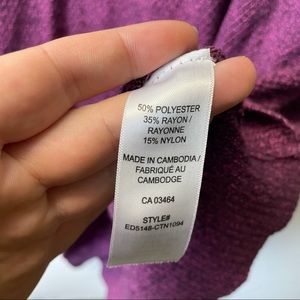 50% POLYESTER
35% RAYON /
RAYONNE
15% NYLON
MADE IN CAMBODIA /
FABRIQUÉ AU
CAMBODGE
CA 03464
STYLE#
ED5148-CTN1094